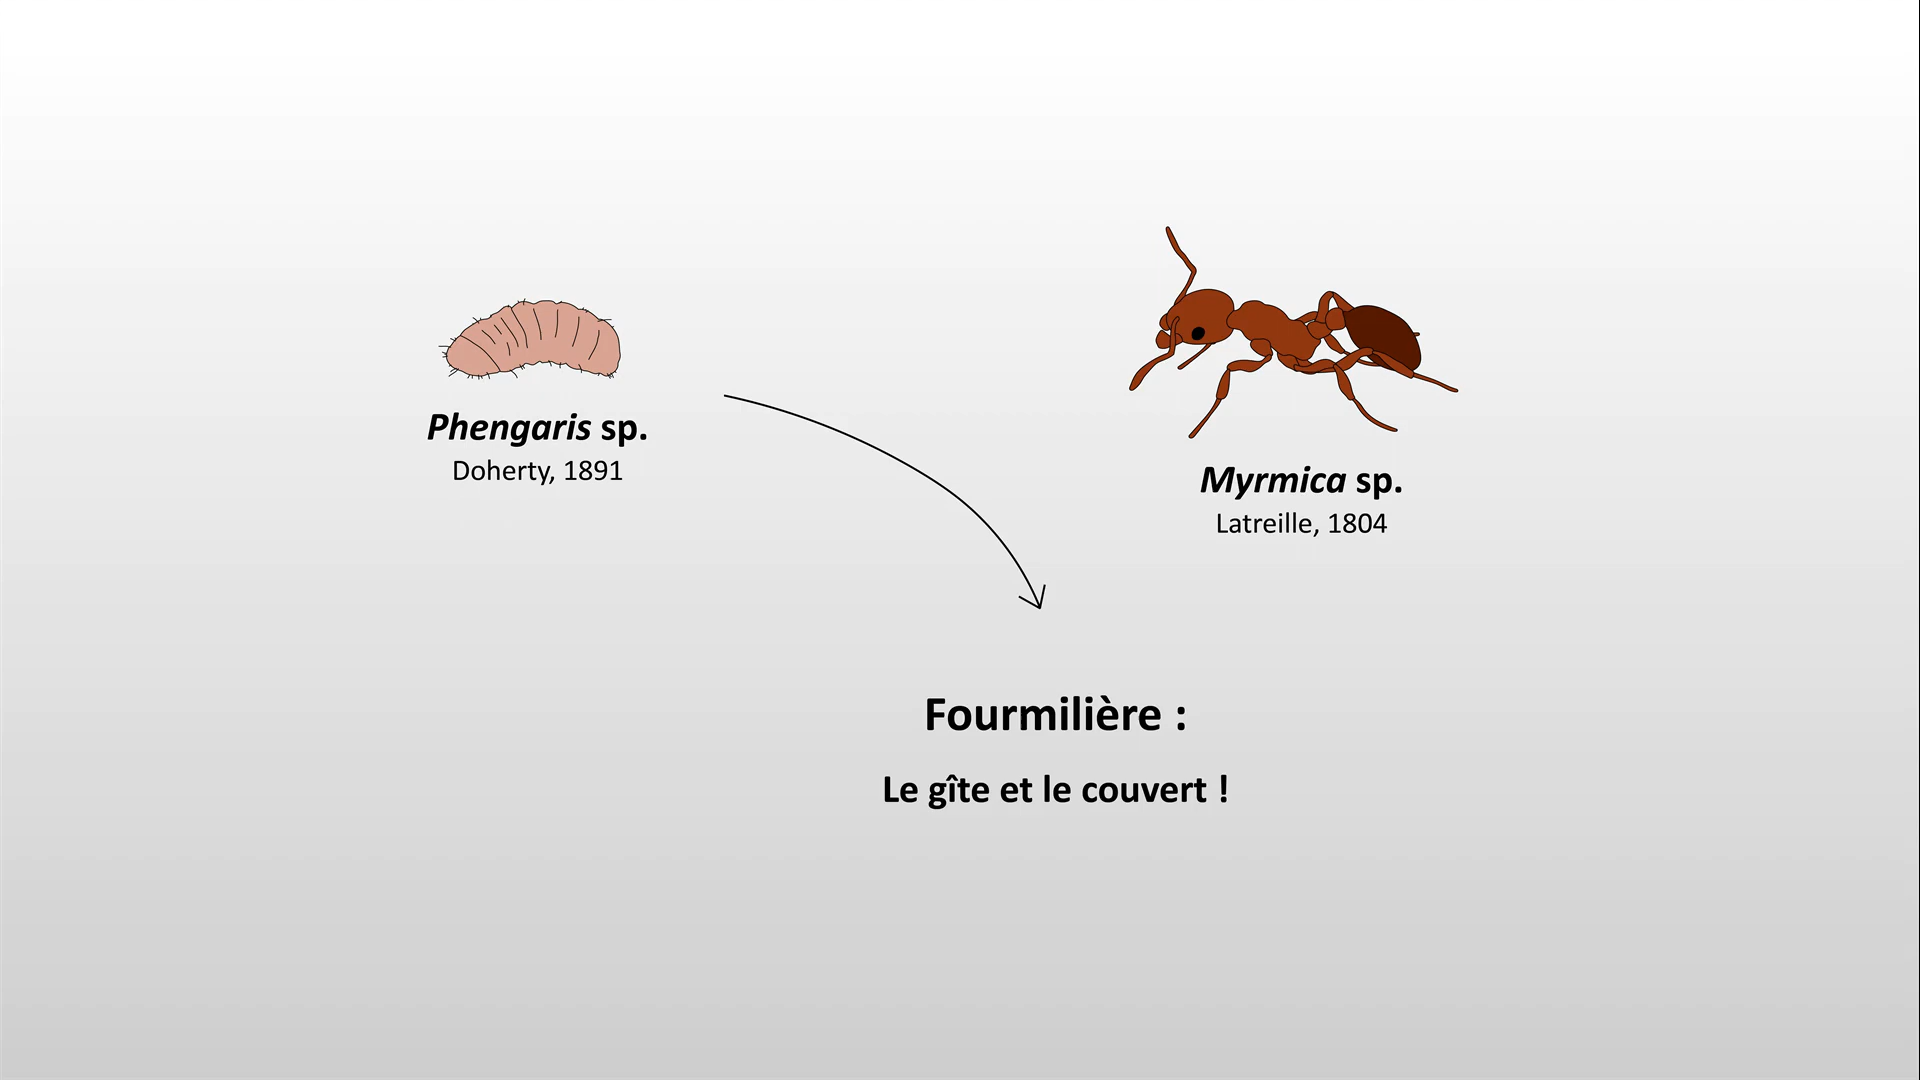 Phengaris sp.
Doherty, 1891
Myrmica sp.
Latreille, 1804
Fourmilière :
Le gîte et le couvert !